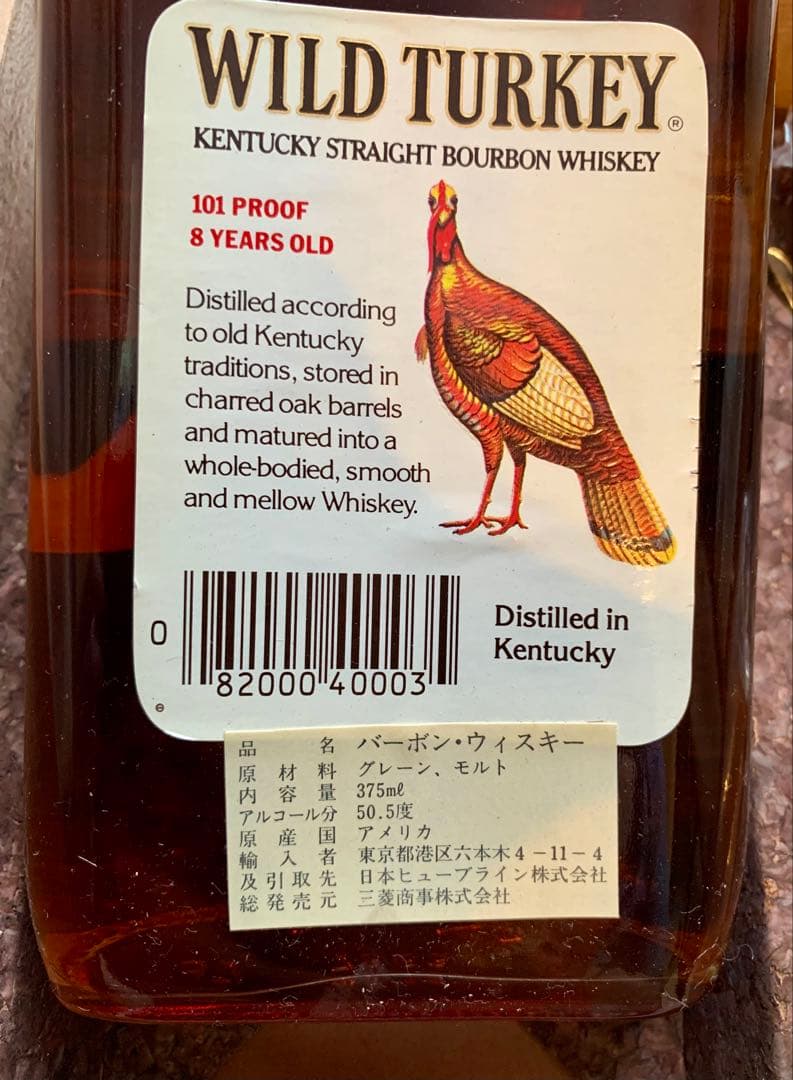 WILD TURKEY®
KENTUCKY STRAIGHT BOURBON WHISKEY
101 PROOF
8 YEARS OLD
Distilled according
to old Kentucky
traditions, stored in
charred oak barrels
and matured into a
whole-bodied, smooth
and mellow Whiskey.
0 82000 40003
Distilled in
Kentucky
品名 バーボン・ウィスキー
原材料 グレーン、モルト
内容量 375mℓ
アルコール分 50.5度
原産国 アメリカ
輸入者 東京都港区六本木4-11-4
及引取先 日本ヒューブライン株式会社
総発売元 三菱商事株式会社